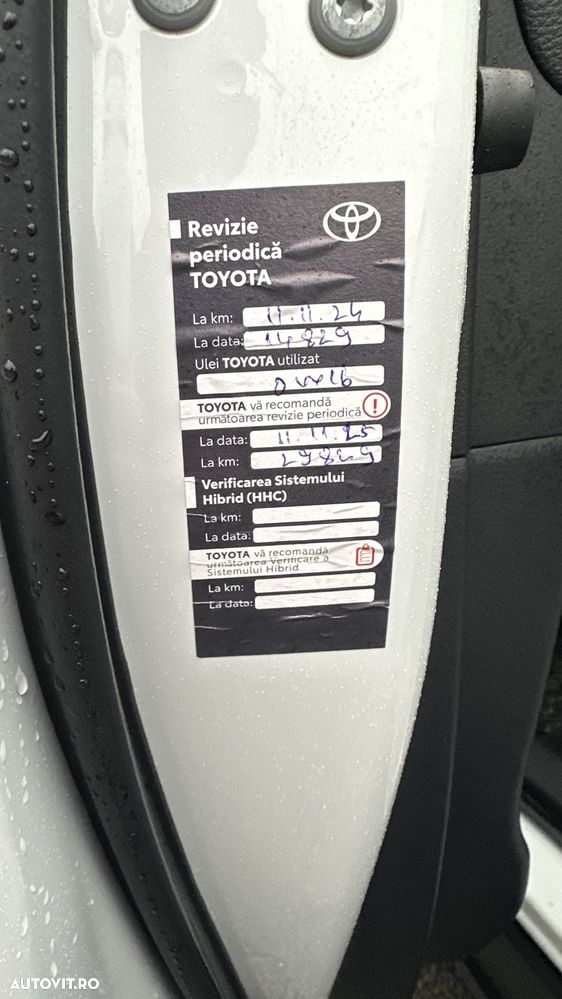 Revizie
periodică
TOYOTA
La km: 11.11.24
La data: 14829
Ulei TOYOTA utilizat
0w16
TOYOTA vă recomandă
următoarea revizie periodică
La data: 11.11.25
La km: 29829
Verificarea Sistemului
Hibrid (HHC)
La km:
La data:
TOYOTA vă recomandă
următoarea Verificare a
Sistemului Hibrid
La km:
La data:
AUTOVIT.RO